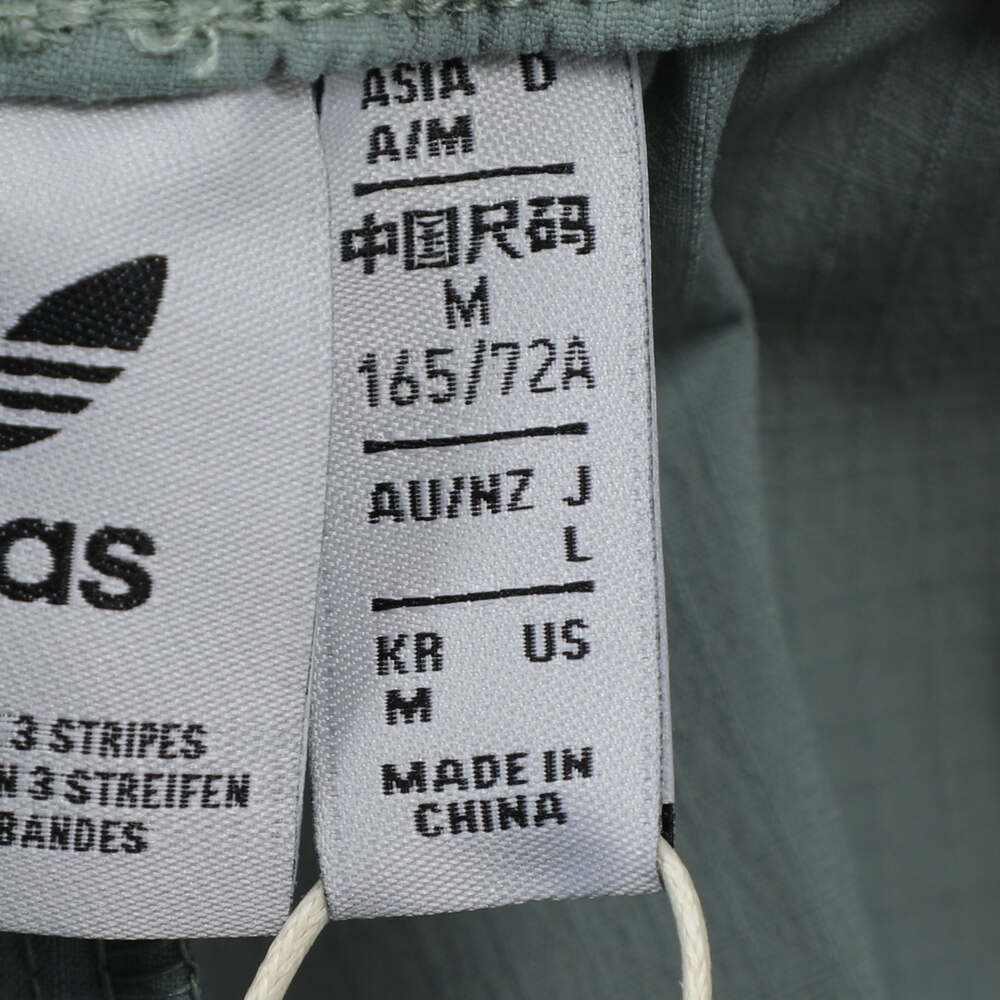 as
3 STRIPES
N 3 STREIFEN
BANDES
ASIA D
A/M
中国尺码
M
165/72A
AU/NZ J
L
KR US
M
MADE IN
CHINA